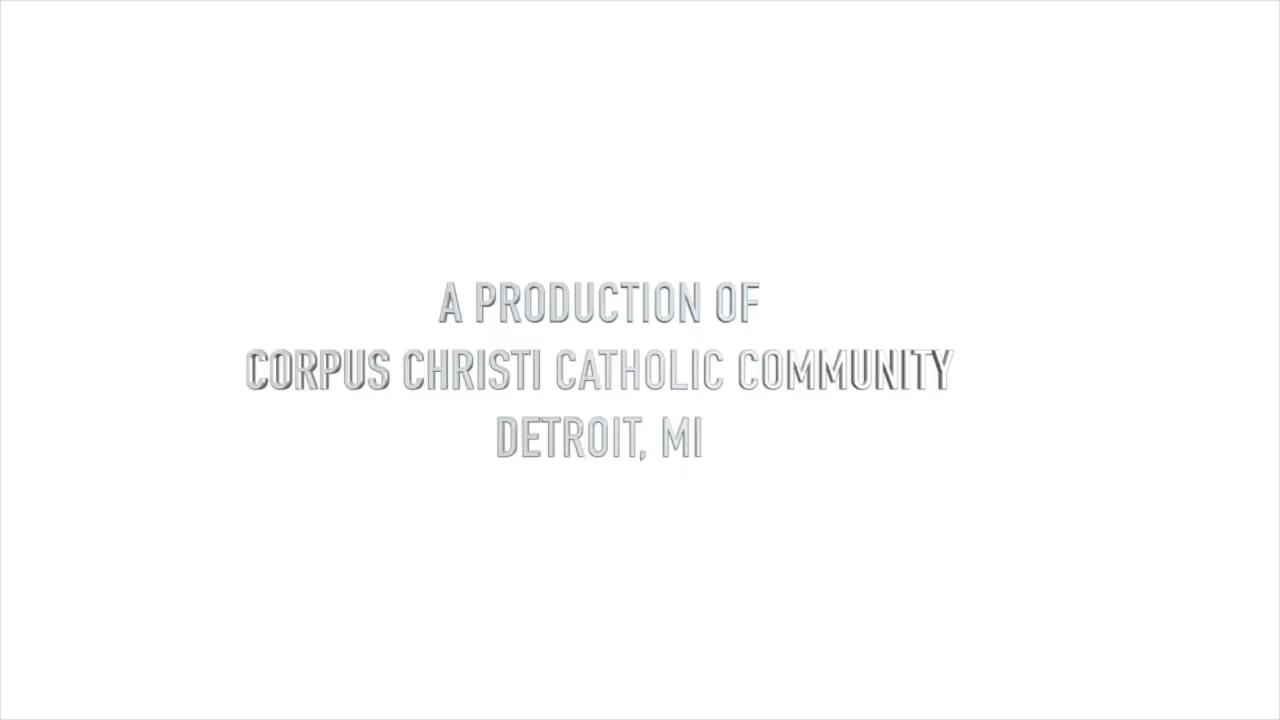 A PRODUCTION OF
CORPUS CHRISTI CATHOLIC COMMUNITY
DETROIT, MI